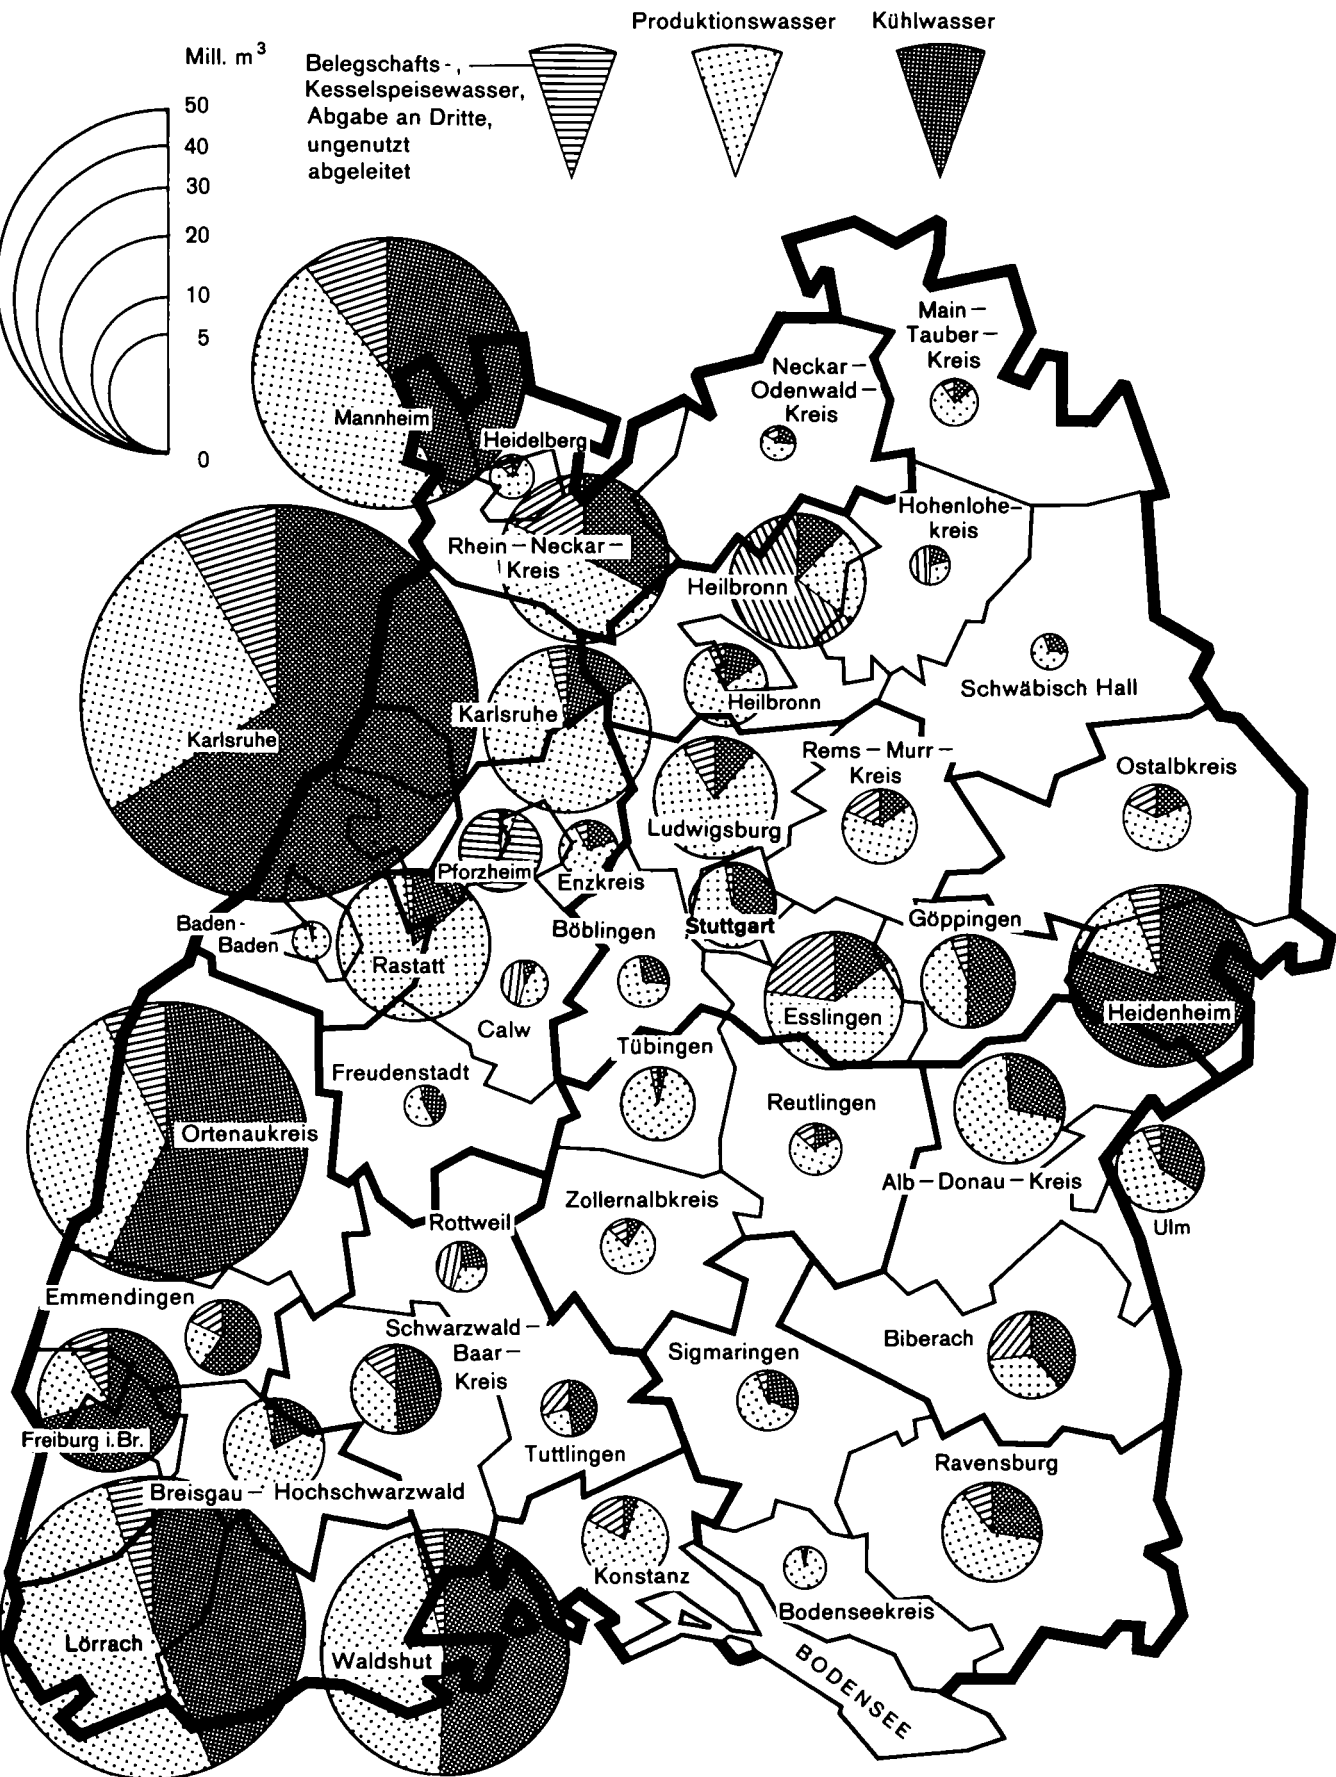 Mill. m³
50
40
30
20
10
5
0
Belegschafts-,
Kesselspeisewasser,
Abgabe an Dritte,
ungenutzt
abgeleitet
Produktionswasser
Kühlwasser
Main–
Tauber–
Kreis
Neckar–
Odenwald–
Kreis
Mannheim
Heidelberg
Hohenlohe–
kreis
Rhein–Neckar–
Kreis
Heilbronn
Schwäbisch Hall
Heilbronn
Karlsruhe
Karlsruhe
Rems–Murr–
Kreis
Ostalbkreis
Ludwigsburg
Pforzheim
Enzkreis
Baden-
Baden
Böblingen
Stuttgart
Göppingen
Rastatt
Heidenheim
Esslingen
Calw
Tübingen
Freudenstadt
Reutlingen
Ortenaukreis
Alb–Donau–Kreis
Zollernalbkreis
Ulm
Rottweil
Emmendingen
Schwarzwald–
Baar–
Kreis
Biberach
Sigmaringen
Freiburg i.Br.
Tuttlingen
Ravensburg
Breisgau–Hochschwarzwald
Konstanz
Bodenseekreis
Lörrach
Waldshut
BODENSEE